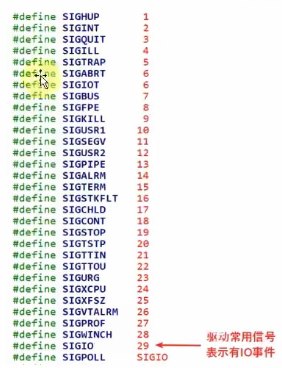 #define SIGHUP 1
#define SIGINT 2
#define SIGQUIT 3
#define SIGILL 4
#define SIGTRAP 5
#define SIGABRT 6
#define SIGIOT 6
#define SIGBUS 7
#define SIGFPE 8
#define SIGKILL 9
#define SIGUSR1 10
#define SIGSEGV 11
#define SIGUSR2 12
#define SIGPIPE 13
#define SIGALRM 14
#define SIGTERM 15
#define SIGSTKFLT 16
#define SIGCHLD 17
#define SIGCONT 18
#define SIGSTOP 19
#define SIGTSTP 20
#define SIGTTIN 21
#define SIGTTOU 22
#define SIGURG 23
#define SIGXCPU 24
#define SIGXFSZ 25
#define SIGVTALRM 26
#define SIGPROF 27
#define SIGWINCH 28
#define SIGIO 29
#define SIGPOLL SIGIO
驱动常用信号
表示有IO事件